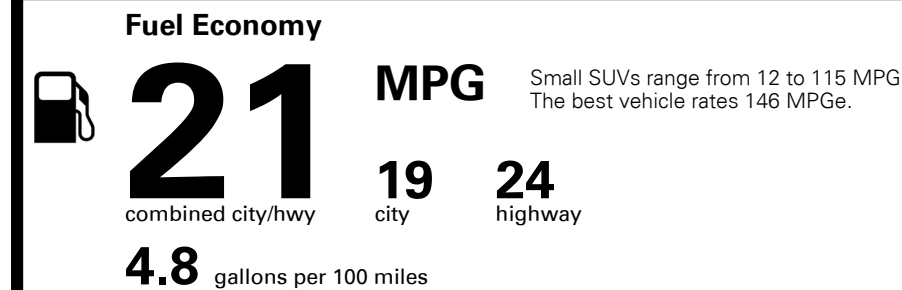 Fuel Economy
21
MPG
Small SUVs range from 12 to 115 MPG
The best vehicle rates 146 MPGe.
combined city/hwy
19
city
24
highway
4.8 gallons per 100 miles